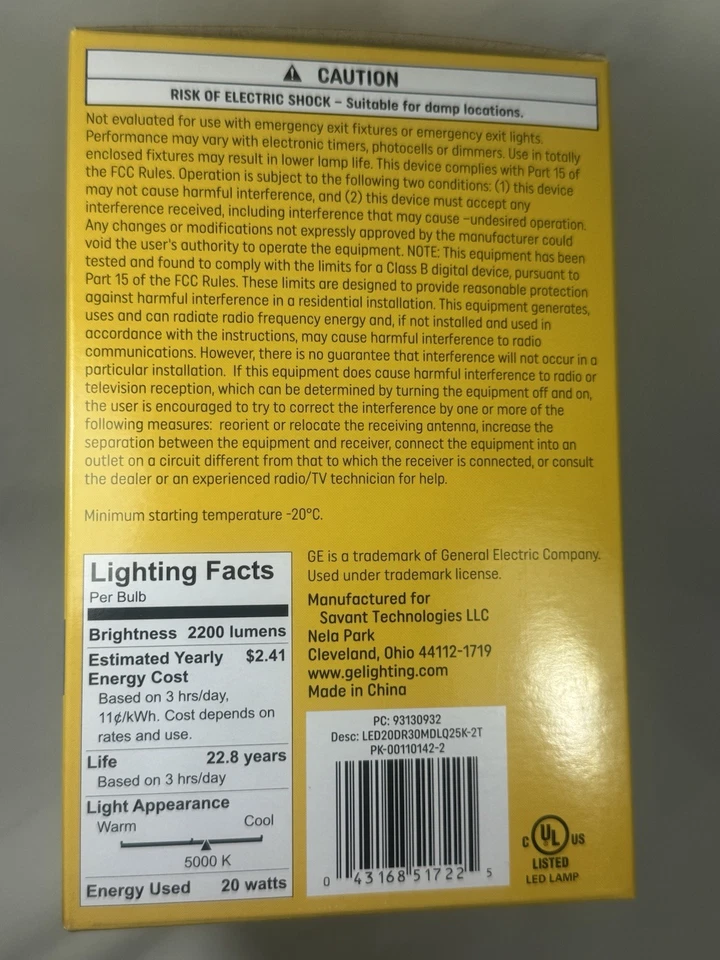 ⚠ CAUTION
RISK OF ELECTRIC SHOCK – Suitable for damp locations.
Not evaluated for use with emergency exit fixtures or emergency exit lights.
Performance may vary with electronic timers, photocells or dimmers. Use in totally
enclosed fixtures may result in lower lamp life. This device complies with Part 15 of
the FCC Rules. Operation is subject to the following two conditions: (1) this device
may not cause harmful interference, and (2) this device must accept any
interference received, including interference that may cause –undesired operation.
Any changes or modifications not expressly approved by the manufacturer could
void the user's authority to operate the equipment. NOTE: This equipment has been
tested and found to comply with the limits for a Class B digital device, pursuant to
Part 15 of the FCC Rules. These limits are designed to provide reasonable protection
against harmful interference in a residential installation. This equipment generates,
uses and can radiate radio frequency energy and, if not installed and used in
accordance with the instructions, may cause harmful interference to radio
communications. However, there is no guarantee that interference will not occur in a
particular installation. If this equipment does cause harmful interference to radio or
television reception, which can be determined by turning the equipment off and on,
the user is encouraged to try to correct the interference by one or more of the
following measures: reorient or relocate the receiving antenna, increase the
separation between the equipment and receiver, connect the equipment into an
outlet on a circuit different from that to which the receiver is connected, or consult
the dealer or an experienced radio/TV technician for help.
Minimum starting temperature -20°C.
Lighting Facts
Per Bulb
Brightness 2200 lumens
Estimated Yearly $2.41
Energy Cost
Based on 3 hrs/day,
11¢/kWh. Cost depends on
rates and use.
Life 22.8 years
Based on 3 hrs/day
Light Appearance
Warm Cool
5000 K
Energy Used 20 watts
GE is a trademark of General Electric Company.
Used under trademark license.
Manufactured for
Savant Technologies LLC
Nela Park
Cleveland, Ohio 44112-1719
www.gelighting.com
Made in China
PC: 93130932
Desc: LED20DR30MDLQ25K-2T
PK-00110142-2
0 43168 51722 5
C UL US
LISTED
LED LAMP